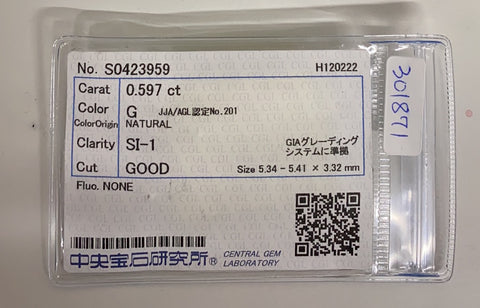 No. S0423959 H120222
Carat 0.597 ct
Color G JJA/AGL認定No.201
ColorOrigin NATURAL
Clarity SI-1 GIAグレーディング
システムに準拠
Cut GOOD Size 5.34 - 5.41 × 3.32 mm
Fluo. NONE
中央宝石研究所® CENTRAL GEM
LABORATORY
301871